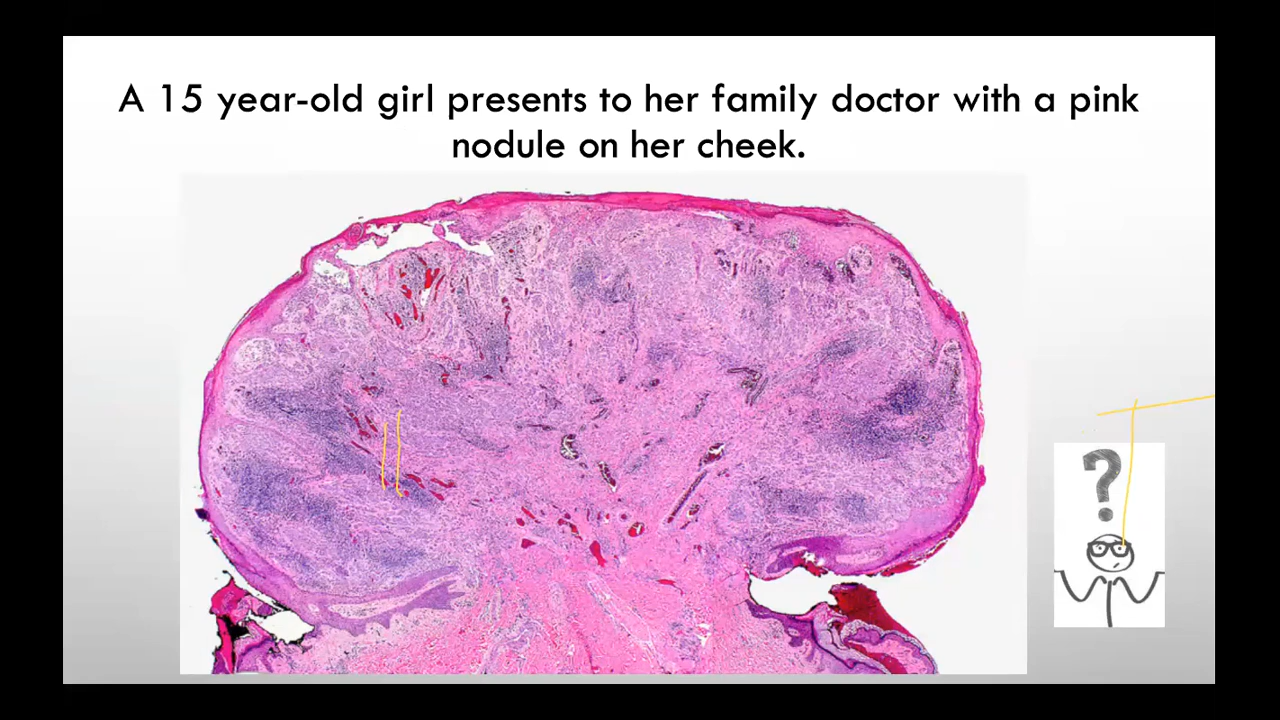 A 15 year-old girl presents to her family doctor with a pink
nodule on her cheek.
?